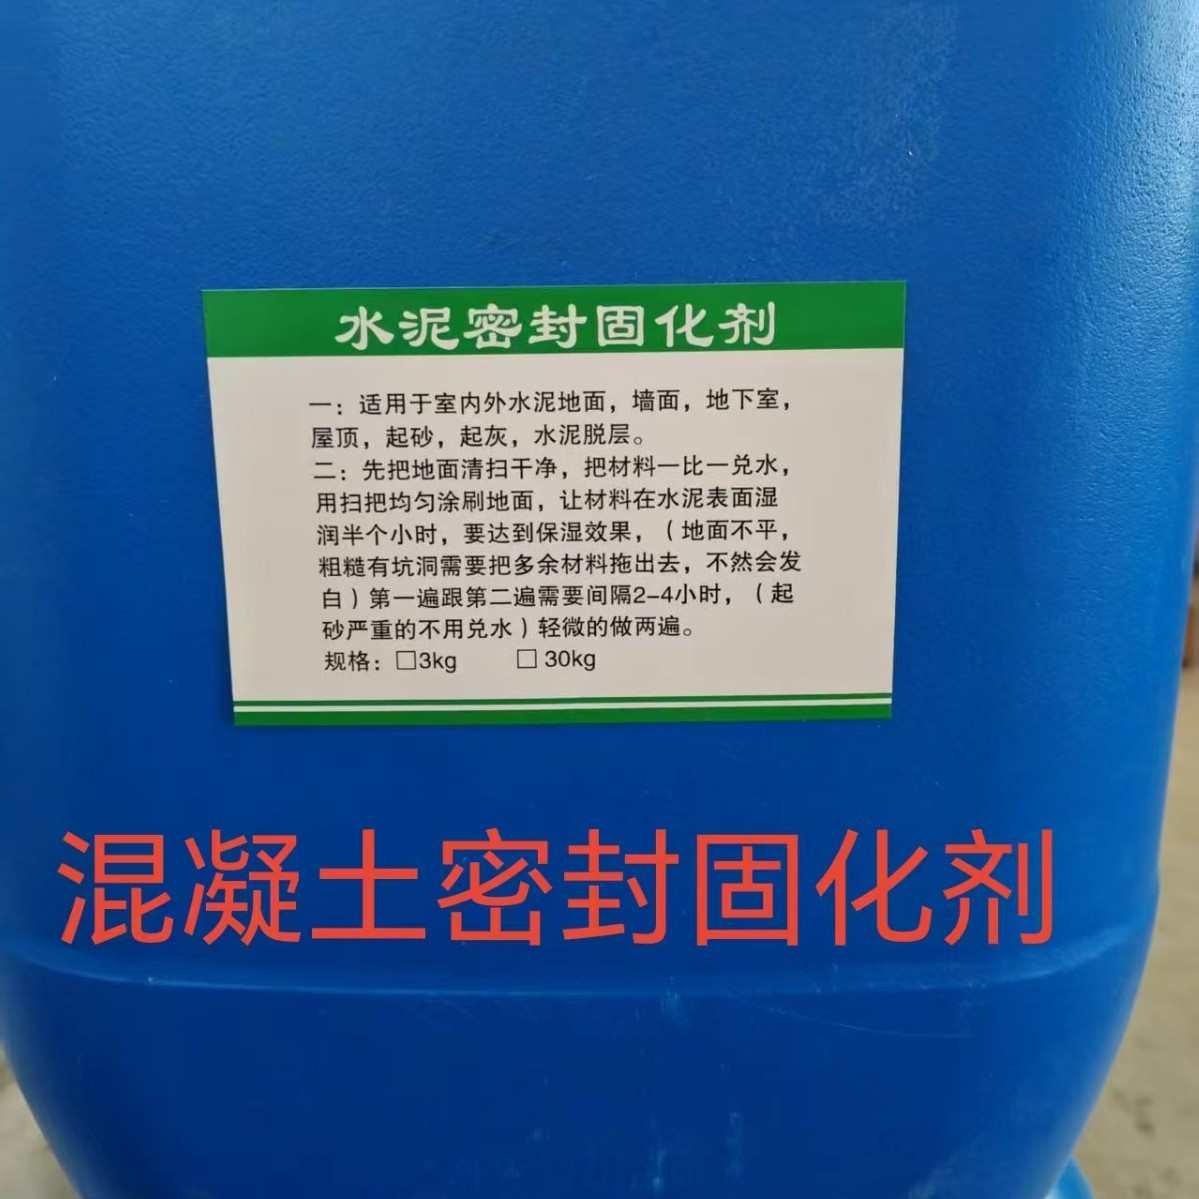 水泥密封固化剂
一：适用于室内外水泥地面，墙面，地下室，
屋顶，起砂，起灰，水泥脱层。
二：先把地面清扫干净，把材料一比一兑水，
用扫把均匀涂刷地面，让材料在水泥表面湿
润半个小时，要达到保湿效果，（地面不平，
粗糙有坑洞需要把多余材料拖出去，不然会发
白）第一遍跟第二遍需要间隔2-4小时，（起
砂严重的不用兑水）轻微的做两遍。
规格：□3kg □30kg
混凝土密封固化剂